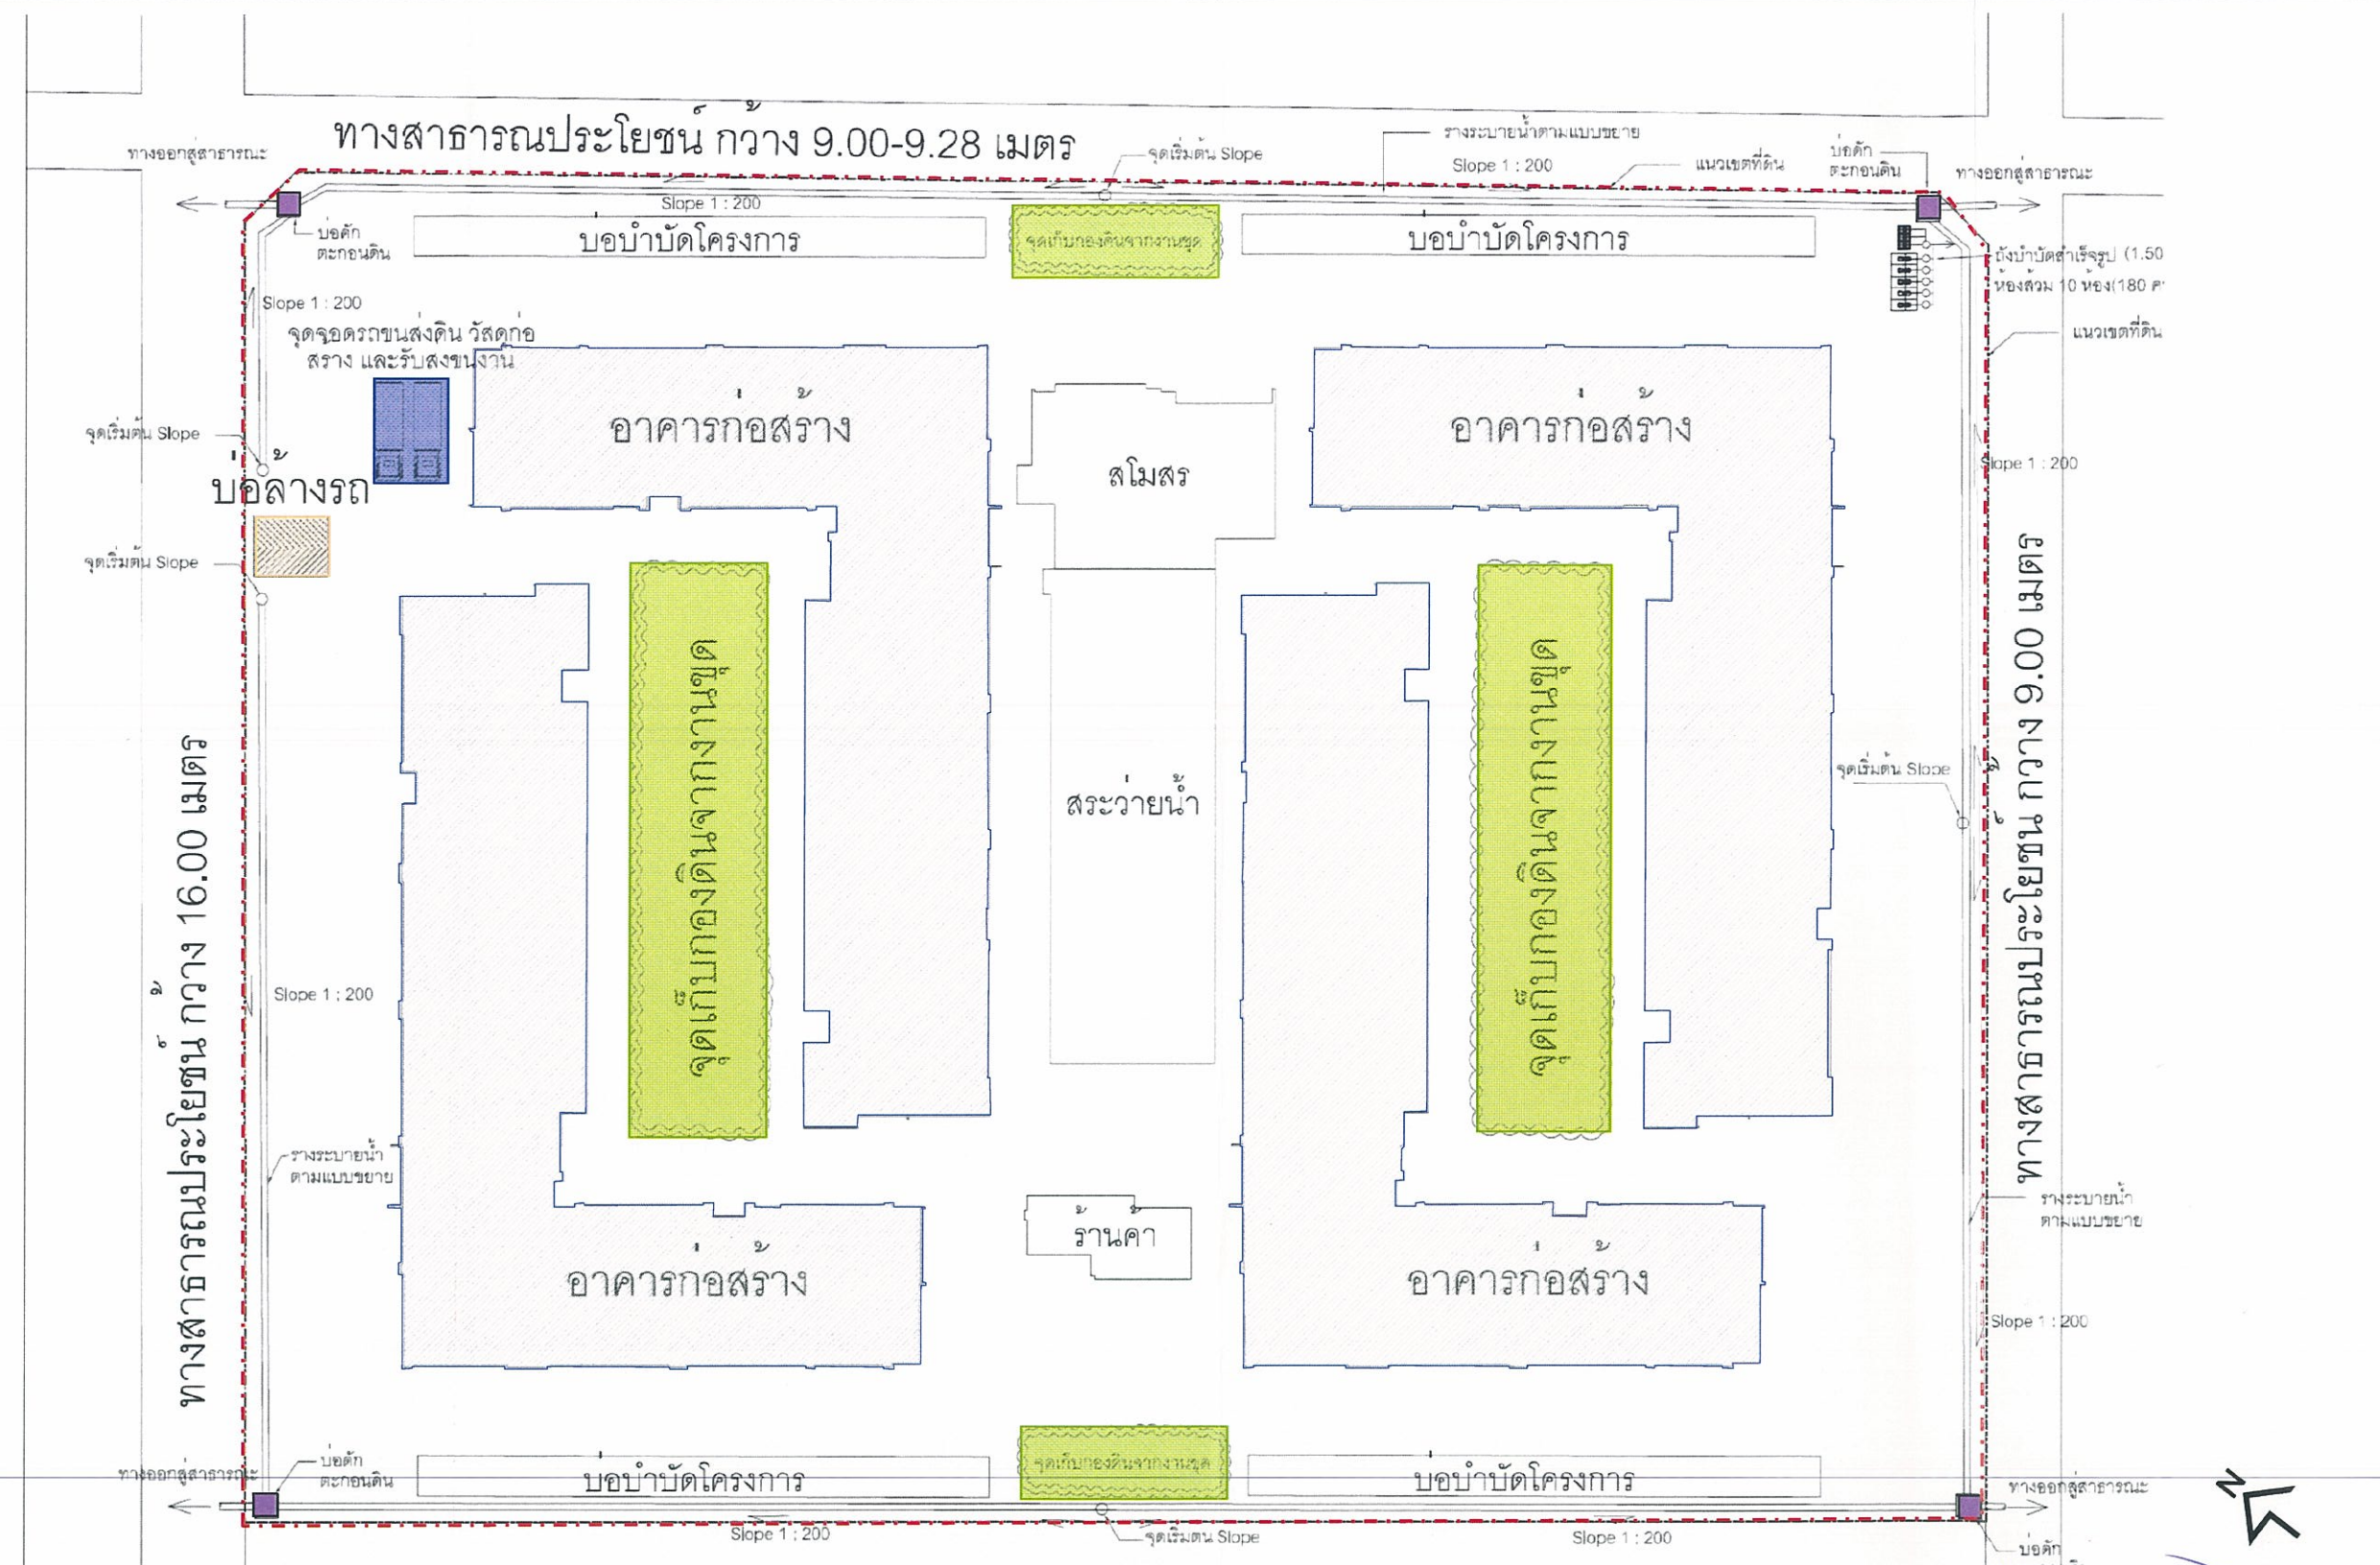 ทางสาธารณประโยชน์ กว้าง 9.00-9.28 เมตร
ทางออกสู่สาธารณะ
จุดเริ่มต้น Slope
รางระบายน้ำตามแบบขยาย
Slope 1 : 200
แนวเขตที่ดิน
บ่อดัก
ตะกอนดิน
ทางออกสู่สาธารณะ
Slope 1 : 200
บ่อดัก
ตะกอนดิน
บ่อบำบัดโครงการ
จุดเก็บกองดินจากงานขุด
บ่อบำบัดโครงการ
ถังบำบัดสำเร็จรูป (1.50
ห้องส้วม 10 ห้อง(180
แนวเขตที่ดิน
Slope 1 : 200
จุดจอดรถขนส่งดิน วัสดุก่อ
สร้าง และรับส่งขนงาน
จุดเริ่มต้น Slope
บ่อล้างรถ
จุดเริ่มต้น Slope
อาคารก่อสร้าง
สโมสร
อาคารก่อสร้าง
Slope 1 : 200
จุดเก็บกองดินจากงานขุด
สระว่ายน้ำ
จุดเก็บกองดินจากงานขุด
จุดเริ่มต้น Slope
ทางสาธารณประโยชน์ กว้าง 9.00 เมตร
ทางสาธารณประโยชน์ กว้าง 16.00 เมตร
Slope 1 : 200
รางระบายน้ำ
ตามแบบขยาย
รางระบายน้ำ
ตามแบบขยาย
ร้านค้า
อาคารก่อสร้าง
อาคารก่อสร้าง
Slope 1 : 200
บ่อดัก
ตะกอนดิน
ทางออกสู่สาธารณะ
บ่อบำบัดโครงการ
จุดเก็บกองดินจากงานขุด
บ่อบำบัดโครงการ
ทางออกสู่สาธารณะ
N
Slope 1 : 200
จุดเริ่มต้น Slope
Slope 1 : 200
บ่อดัก